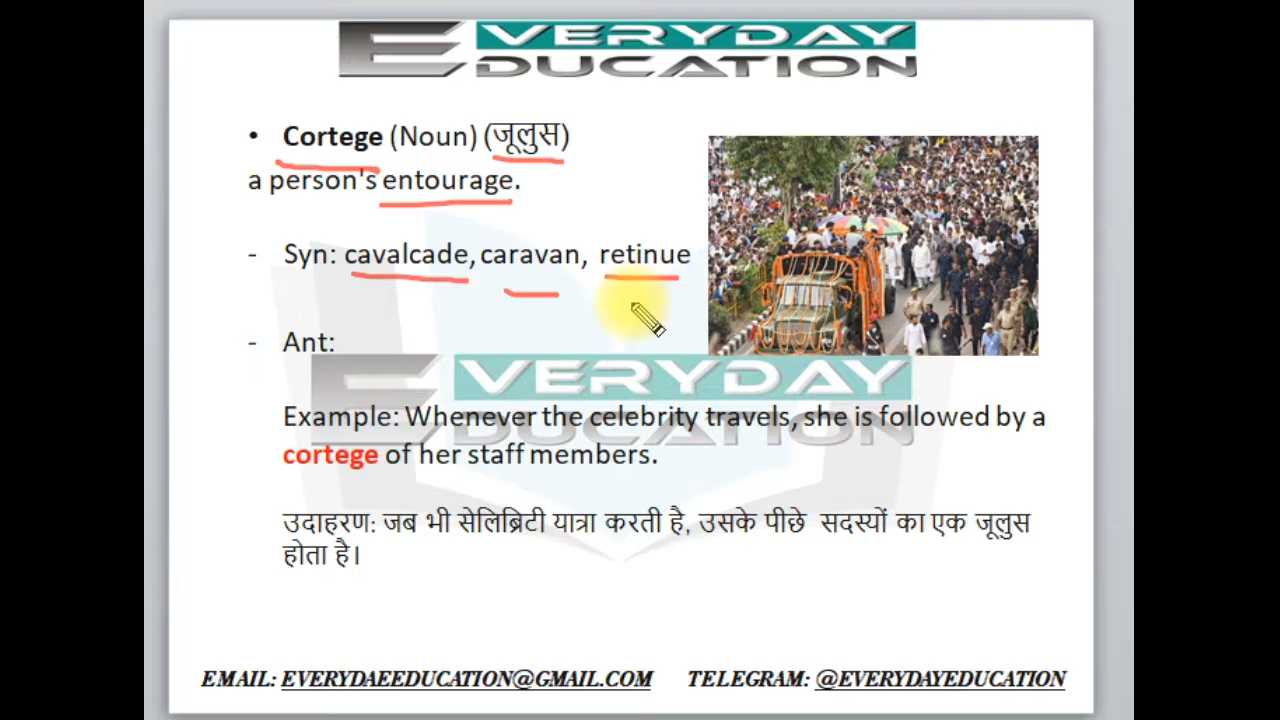 EVERYDAY
EDUCATION
• Cortege (Noun) (जूलुस)
a person's entourage.
- Syn: cavalcade, caravan, retinue
- Ant:
EVERYDAY
EDUCATION
Example: Whenever the celebrity travels, she is followed by a
cortege of her staff members.
उदाहरण: जब भी सेलिब्रिटी यात्रा करती है, उसके पीछे सदस्यों का एक जूलुस
होता है।
EMAIL: EVERYDAEEDUCATION@GMAIL.COM TELEGRAM: @EVERYDAYEDUCATION